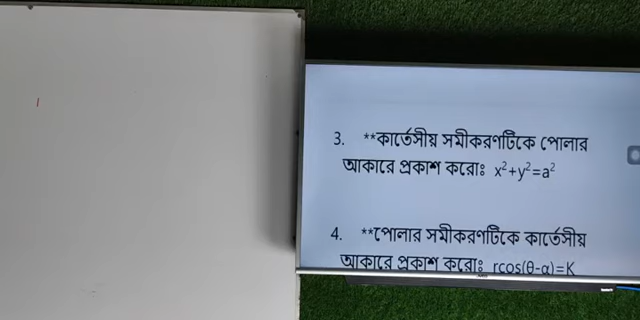 3. **কার্তেসীয় সমীকরণটিকে পোলার
আকারে প্রকাশ করোঃ x²+y²=a²
4. **পোলার সমীকরণটিকে কার্তেসীয়
আকারে প্রকাশ করোঃ rcos(θ-α)=K